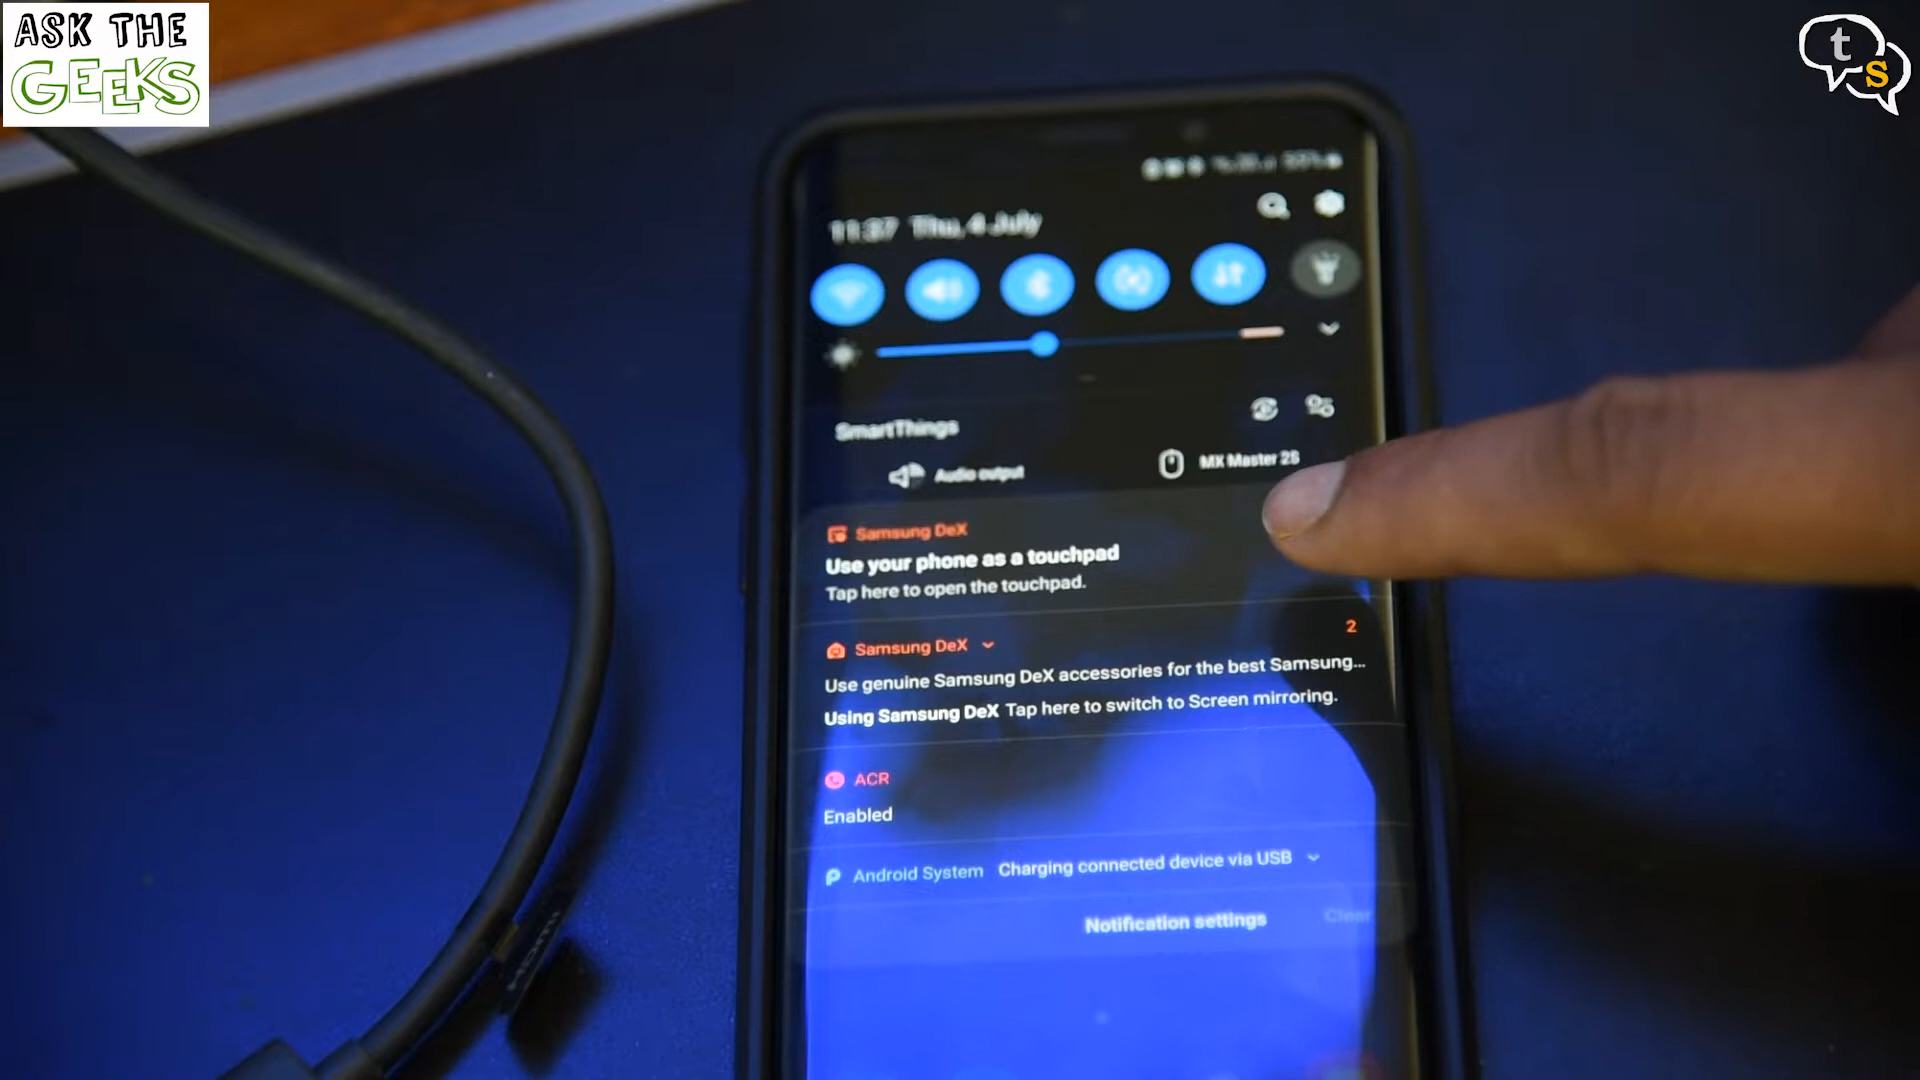 ASK THE
GEEKS
t
s
11:37 Thu, 4 July
SmartThings
Audio output
MX Master 2S
Samsung DeX
Use your phone as a touchpad
Tap here to open the touchpad.
Samsung DeX
2
Use genuine Samsung DeX accessories for the best Samsung...
Using Samsung DeX Tap here to switch to Screen mirroring.
ACR
Enabled
Android System Charging connected device via USB
Notification settings
Clear